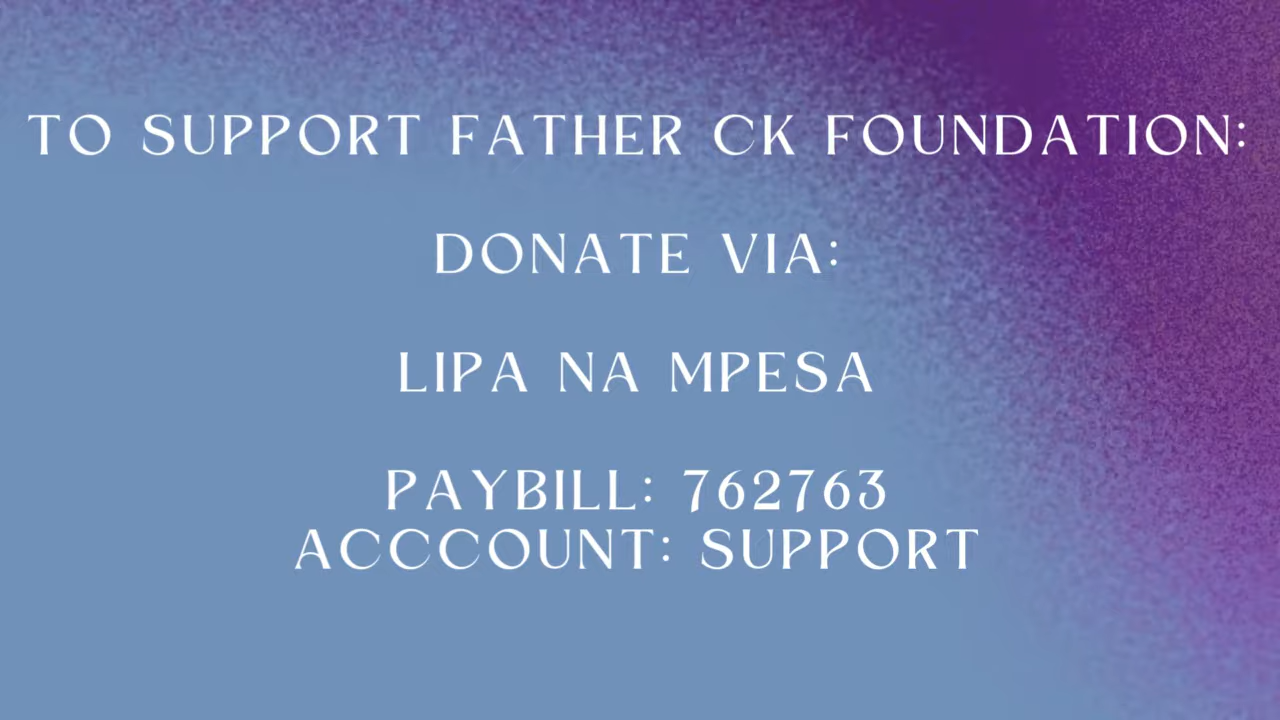 TO SUPPORT FATHER CK FOUNDATION:
DONATE VIA:
LIPA NA MPESA
PAYBILL: 762763
ACCCOUNT: SUPPORT